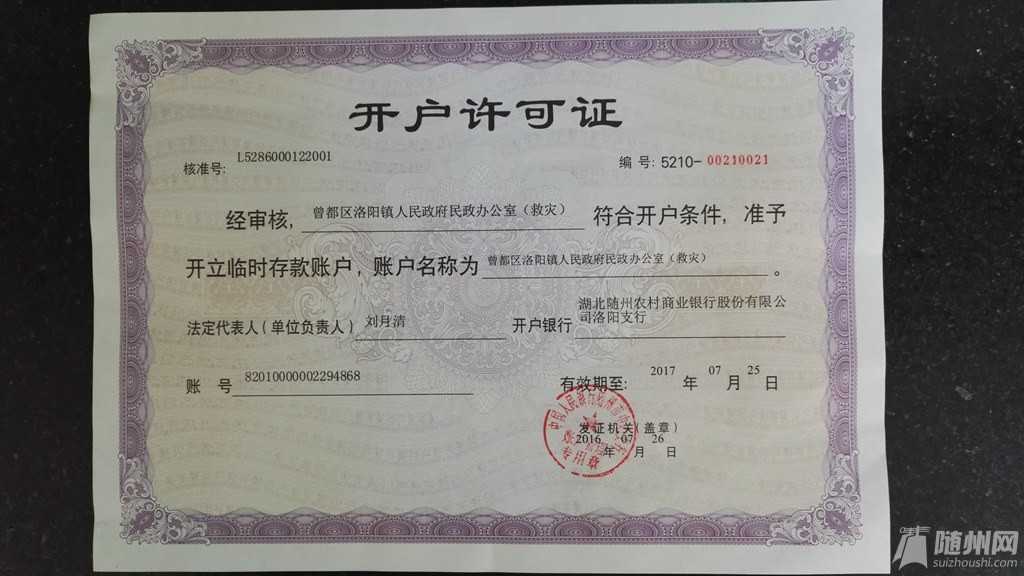 开户许可证
核准号: L5286000122001 编 号: 5210-00210021
经审核, 曾都区洛阳镇人民政府民政办公室（救灾） 符合开户条件, 准予
开立临时存款账户, 账户名称为 曾都区洛阳镇人民政府民政办公室（救灾）。
法定代表人(单位负责人) 刘月清 开户银行 湖北随州农村商业银行股份有限公
司洛阳支行
账 号 82010000002294868 有效期至: 2017 年 07 月 25 日
发证机关(盖章)
2016 年 07 月 26 日
随州网
suizhoushi.com